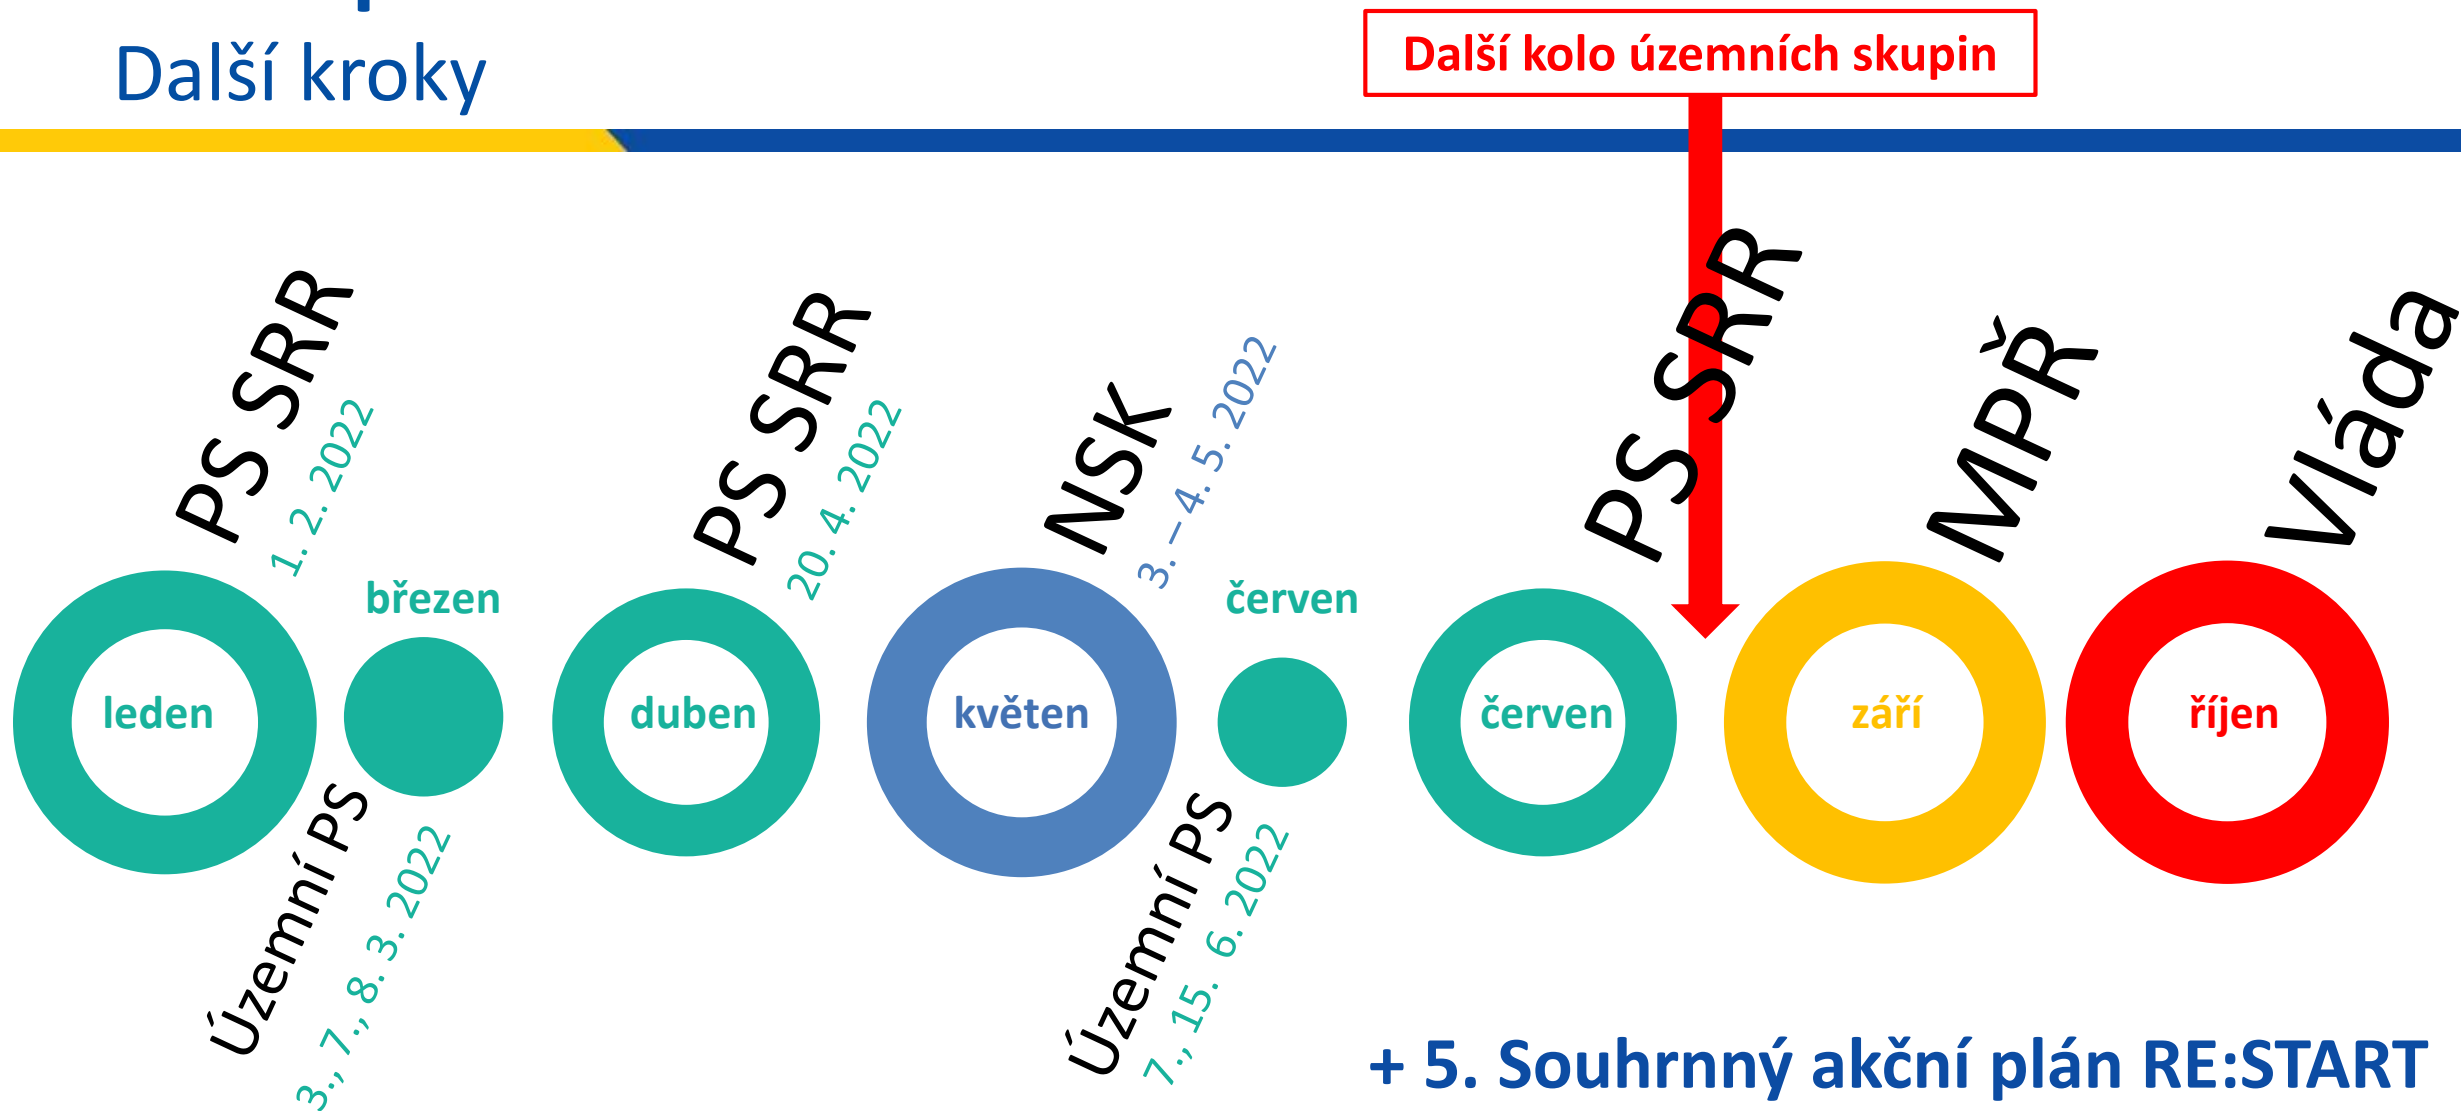 Další kroky
Další kolo územních skupin
PS SRR
1. 2. 2022
leden
březen
Územní PS
3., 7., 8. 3. 2022
PS SRR
20. 4. 2022
duben
NSK
3. – 4. 5. 2022
květen
červen
Územní PS
7., 15. 6. 2022
PS SRR
červen
MPŘ
září
Vláda
říjen
+ 5. Souhrnný akční plán RE:START